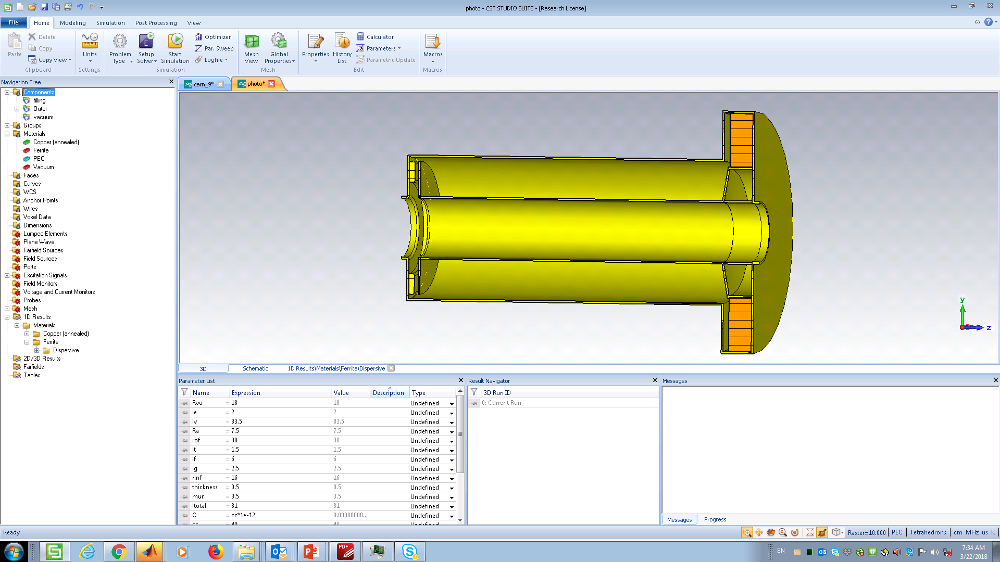 photo - CST STUDIO SUITE - [Research License]
File Home Modeling Simulation Post Processing View
Paste Delete Copy Copy View Clipboard
Units Settings
Problem Type Setup Solver Start Simulation Optimizer Par. Sweep Logfile Simulation
Mesh View Global Properties Mesh
Properties History List Calculator Parameters Parametric Update Edit
Macros Macros
Navigation Tree
cern_9* photo*
Components
filling
Outer
vacuum
Groups
Materials
Copper (annealed)
Ferrite
PEC
Vacuum
Faces
Curves
WCS
Anchor Points
Wires
Voxel Data
Dimensions
Lumped Elements
Plane Wave
Farfield Sources
Field Sources
Ports
Excitation Signals
Field Monitors
Voltage and Current Monitors
Probes
Mesh
1D Results
Materials
Copper (annealed)
Ferrite
Dispersive
2D/3D Results
Farfields
Tables
y
z
3D Schematic 1D Results\Materials\Ferrite\Dispersive
Parameter List
Name Expression Value Description Type
Rvo = 18 18 Undefined
le = 2 2 Undefined
lv = 83.5 83.5 Undefined
Ra = 7.5 7.5 Undefined
rof = 30 30 Undefined
lt = 1.5 1.5 Undefined
lf = 6 6 Undefined
lg = 2.5 2.5 Undefined
rinf = 16 16 Undefined
thickness = 0.5 0.5 Undefined
mur = 3.5 3.5 Undefined
ltotal = 81 81 Undefined
C = cc*1e-12 0.00000000... Undefined
Result Navigator
3D Run ID
0: Current Run
Messages
Messages Progress
Ready
Raster=10.000 PEC Tetrahedrons cm MHz us K
PDF
EN
7:34 AM
3/22/2018